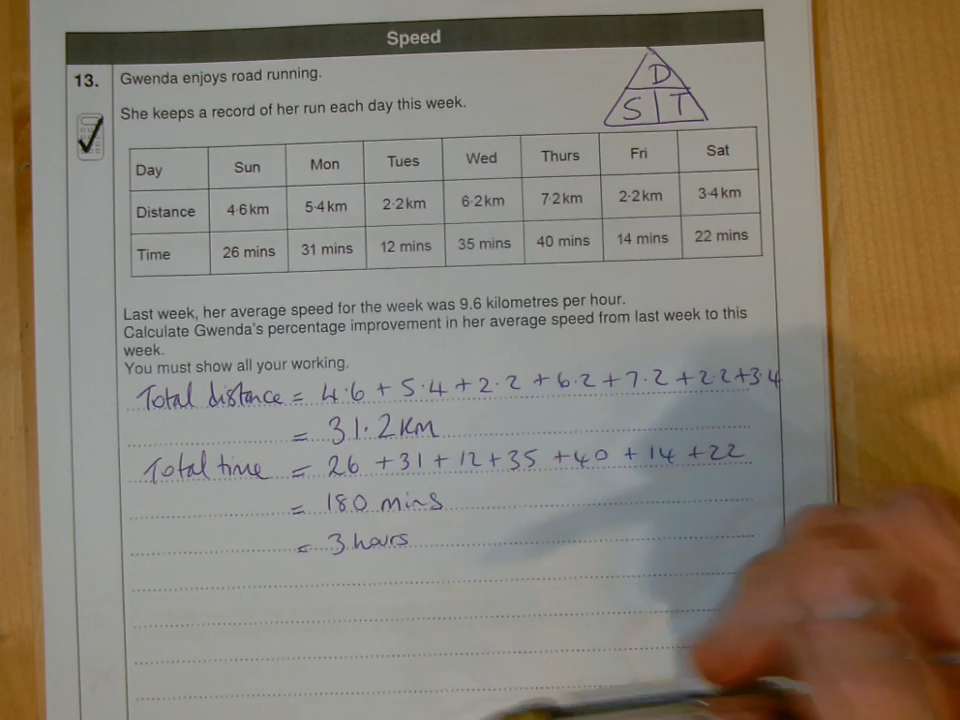 Speed
13. Gwenda enjoys road running.
She keeps a record of her run each day this week.
D
S T
Day Sun Mon Tues Wed Thurs Fri Sat
Distance 4·6 km 5·4 km 2·2 km 6·2 km 7·2 km 2·2 km 3·4 km
Time 26 mins 31 mins 12 mins 35 mins 40 mins 14 mins 22 mins
Last week, her average speed for the week was 9.6 kilometres per hour.
Calculate Gwenda's percentage improvement in her average speed from last week to this
week.
You must show all your working.
Total distance = 4·6 + 5·4 + 2·2 + 6·2 + 7·2 + 2·2 + 3·4
= 31.2 km
Total time = 26 + 31 + 12 + 35 + 40 + 14 + 22
= 180 mins
= 3 hours